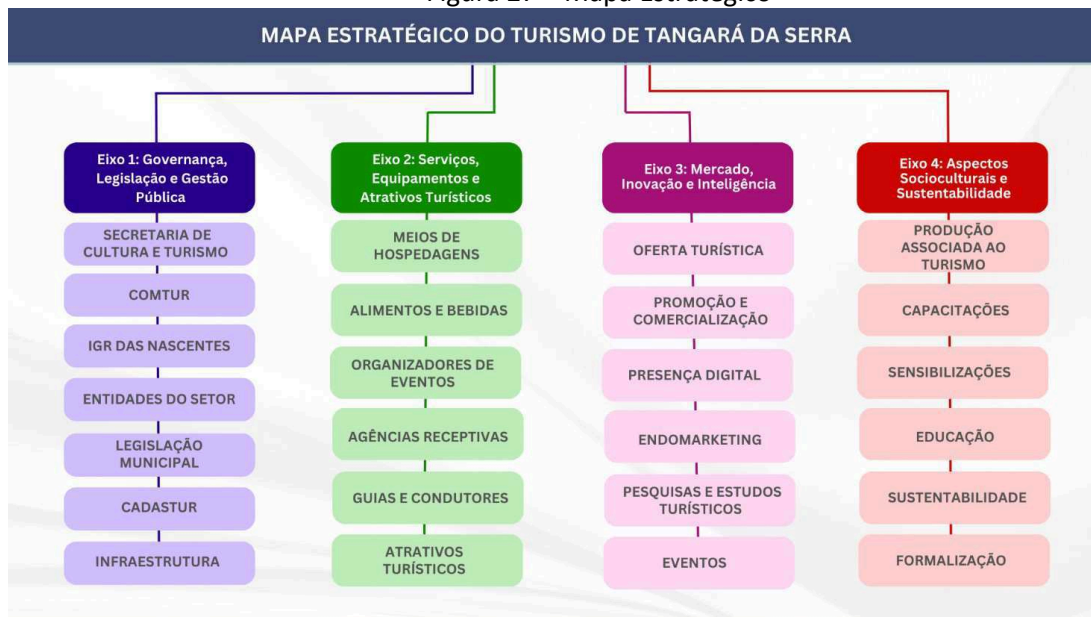 MAPA ESTRATÉGICO DO TURISMO DE TANGARÁ DA SERRA
Eixo 1: Governança,
Legislação e Gestão
Pública
SECRETARIA DE
CULTURA E TURISMO
COMTUR
IGR DAS NASCENTES
ENTIDADES DO SETOR
LEGISLAÇÃO
MUNICIPAL
CADASTUR
INFRAESTRUTURA
Eixo 2: Serviços,
Equipamentos e
Atrativos Turísticos
MEIOS DE
HOSPEDAGENS
ALIMENTOS E BEBIDAS
ORGANIZADORES DE
EVENTOS
AGÊNCIAS RECEPTIVAS
GUIAS E CONDUTORES
ATRATIVOS
TURÍSTICOS
Eixo 3: Mercado,
Inovação e Inteligência
OFERTA TURÍSTICA
PROMOÇÃO E
COMERCIALIZAÇÃO
PRESENÇA DIGITAL
ENDOMARKETING
PESQUISAS E ESTUDOS
TURÍSTICOS
EVENTOS
Eixo 4: Aspectos
Socioculturais e
Sustentabilidade
PRODUÇÃO
ASSOCIADA AO
TURISMO
CAPACITAÇÕES
SENSIBILIZAÇÕES
EDUCAÇÃO
SUSTENTABILIDADE
FORMALIZAÇÃO